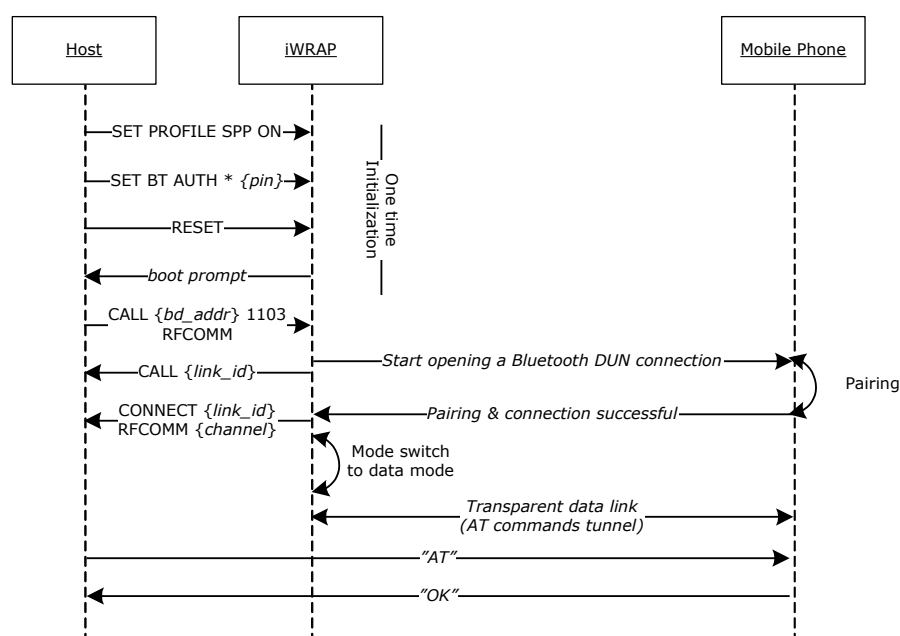 Host
iWRAP
Mobile Phone
SET PROFILE SPP ON
SET BT AUTH * {pin}
One time
Initialization
RESET
boot prompt
CALL {bd_addr} 1103
RFCOMM
Start opening a Bluetooth DUN connection
CALL {link_id}
Pairing
CONNECT {link_id}
RFCOMM {channel}
Pairing & connection successful
Mode switch
to data mode
Transparent data link
(AT commands tunnel)
"AT"
"OK"